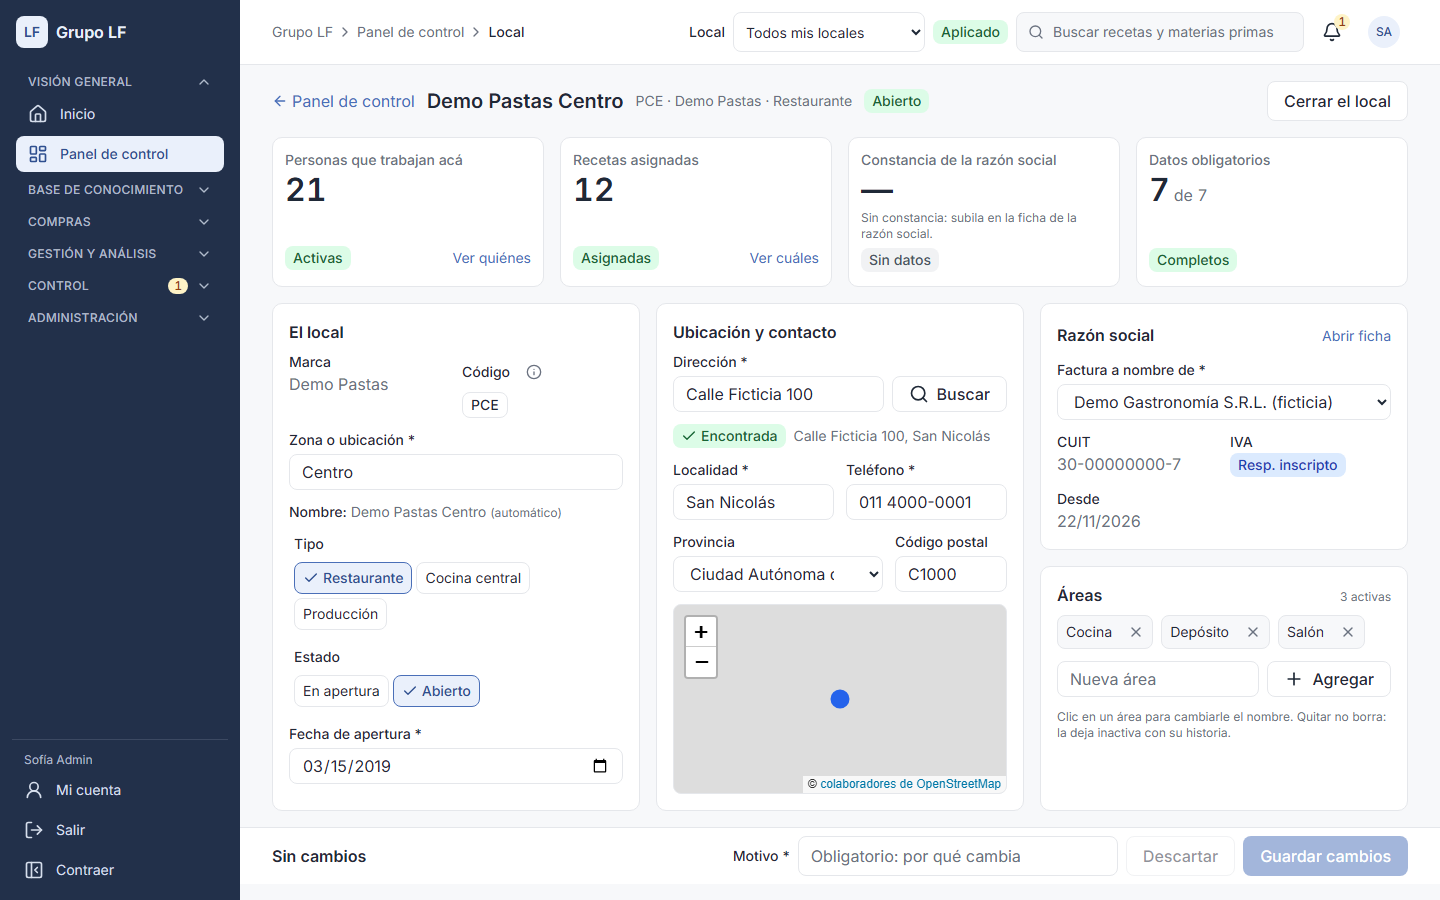 LF Grupo LF
VISIÓN GENERAL
Inicio
Panel de control
BASE DE CONOCIMIENTO
COMPRAS
GESTIÓN Y ANÁLISIS
CONTROL 1
ADMINISTRACIÓN
Sofía Admin
Mi cuenta
Salir
Contraer
Grupo LF > Panel de control > Local
Local Todos mis locales Aplicado Buscar recetas y materias primas 1 SA
← Panel de control Demo Pastas Centro PCE · Demo Pastas · Restaurante Abierto Cerrar el local
Personas que trabajan acá
21
Activas Ver quiénes
Recetas asignadas
12
Asignadas Ver cuáles
Constancia de la razón social
—
Sin constancia: subila en la ficha de la
razón social.
Sin datos
Datos obligatorios
7 de 7
Completos
El local
Marca
Demo Pastas
Código
PCE
Zona o ubicación *
Centro
Nombre: Demo Pastas Centro (automático)
Tipo
Restaurante Cocina central
Producción
Estado
En apertura Abierto
Fecha de apertura *
03/15/2019
Ubicación y contacto
Dirección *
Calle Ficticia 100 Buscar
Encontrada Calle Ficticia 100, San Nicolás
Localidad * Teléfono *
San Nicolás 011 4000-0001
Provincia Código postal
Ciudad Autónoma d C1000
+
−
© colaboradores de OpenStreetMap
Razón social Abrir ficha
Factura a nombre de *
Demo Gastronomía S.R.L. (ficticia)
CUIT IVA
30-00000000-7 Resp. inscripto
Desde
22/11/2026
Áreas 3 activas
Cocina × Depósito × Salón ×
Nueva área + Agregar
Clic en un área para cambiarle el nombre. Quitar no borra:
la deja inactiva con su historia.
Sin cambios Motivo * Obligatorio: por qué cambia Descartar Guardar cambios